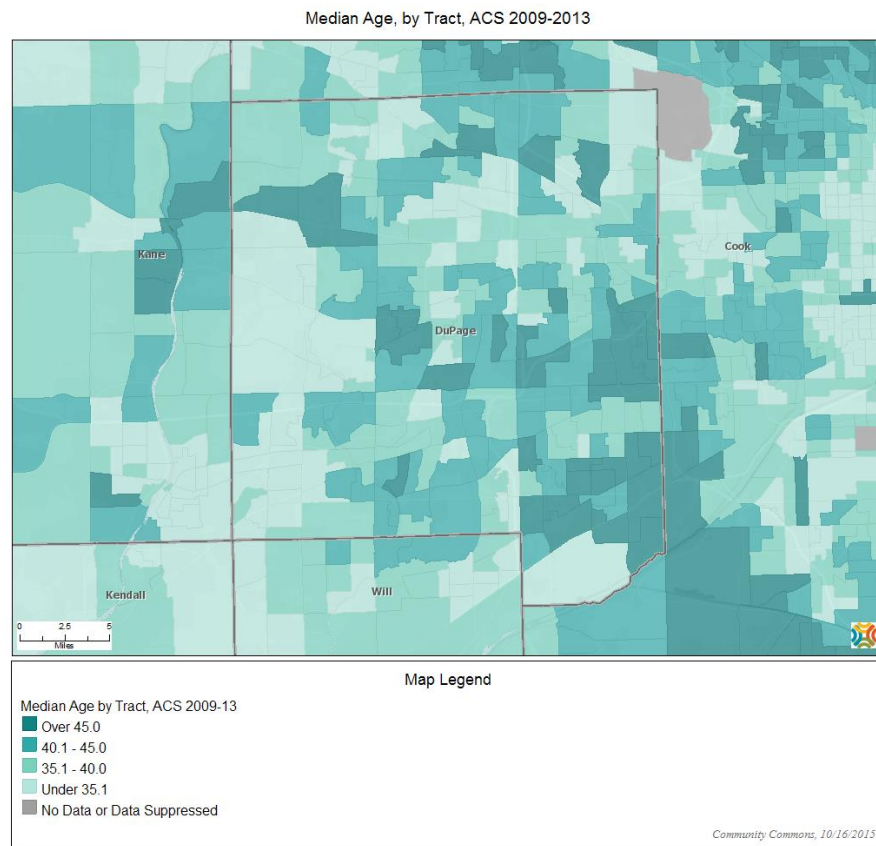 Median Age, by Tract, ACS 2009-2013
Kane
Cook
DuPage
Kendall
Will
0 2.5 5
Miles
Map Legend
Median Age by Tract, ACS 2009-13
Over 45.0
40.1 - 45.0
35.1 - 40.0
Under 35.1
No Data or Data Suppressed
Community Commons, 10/16/2015